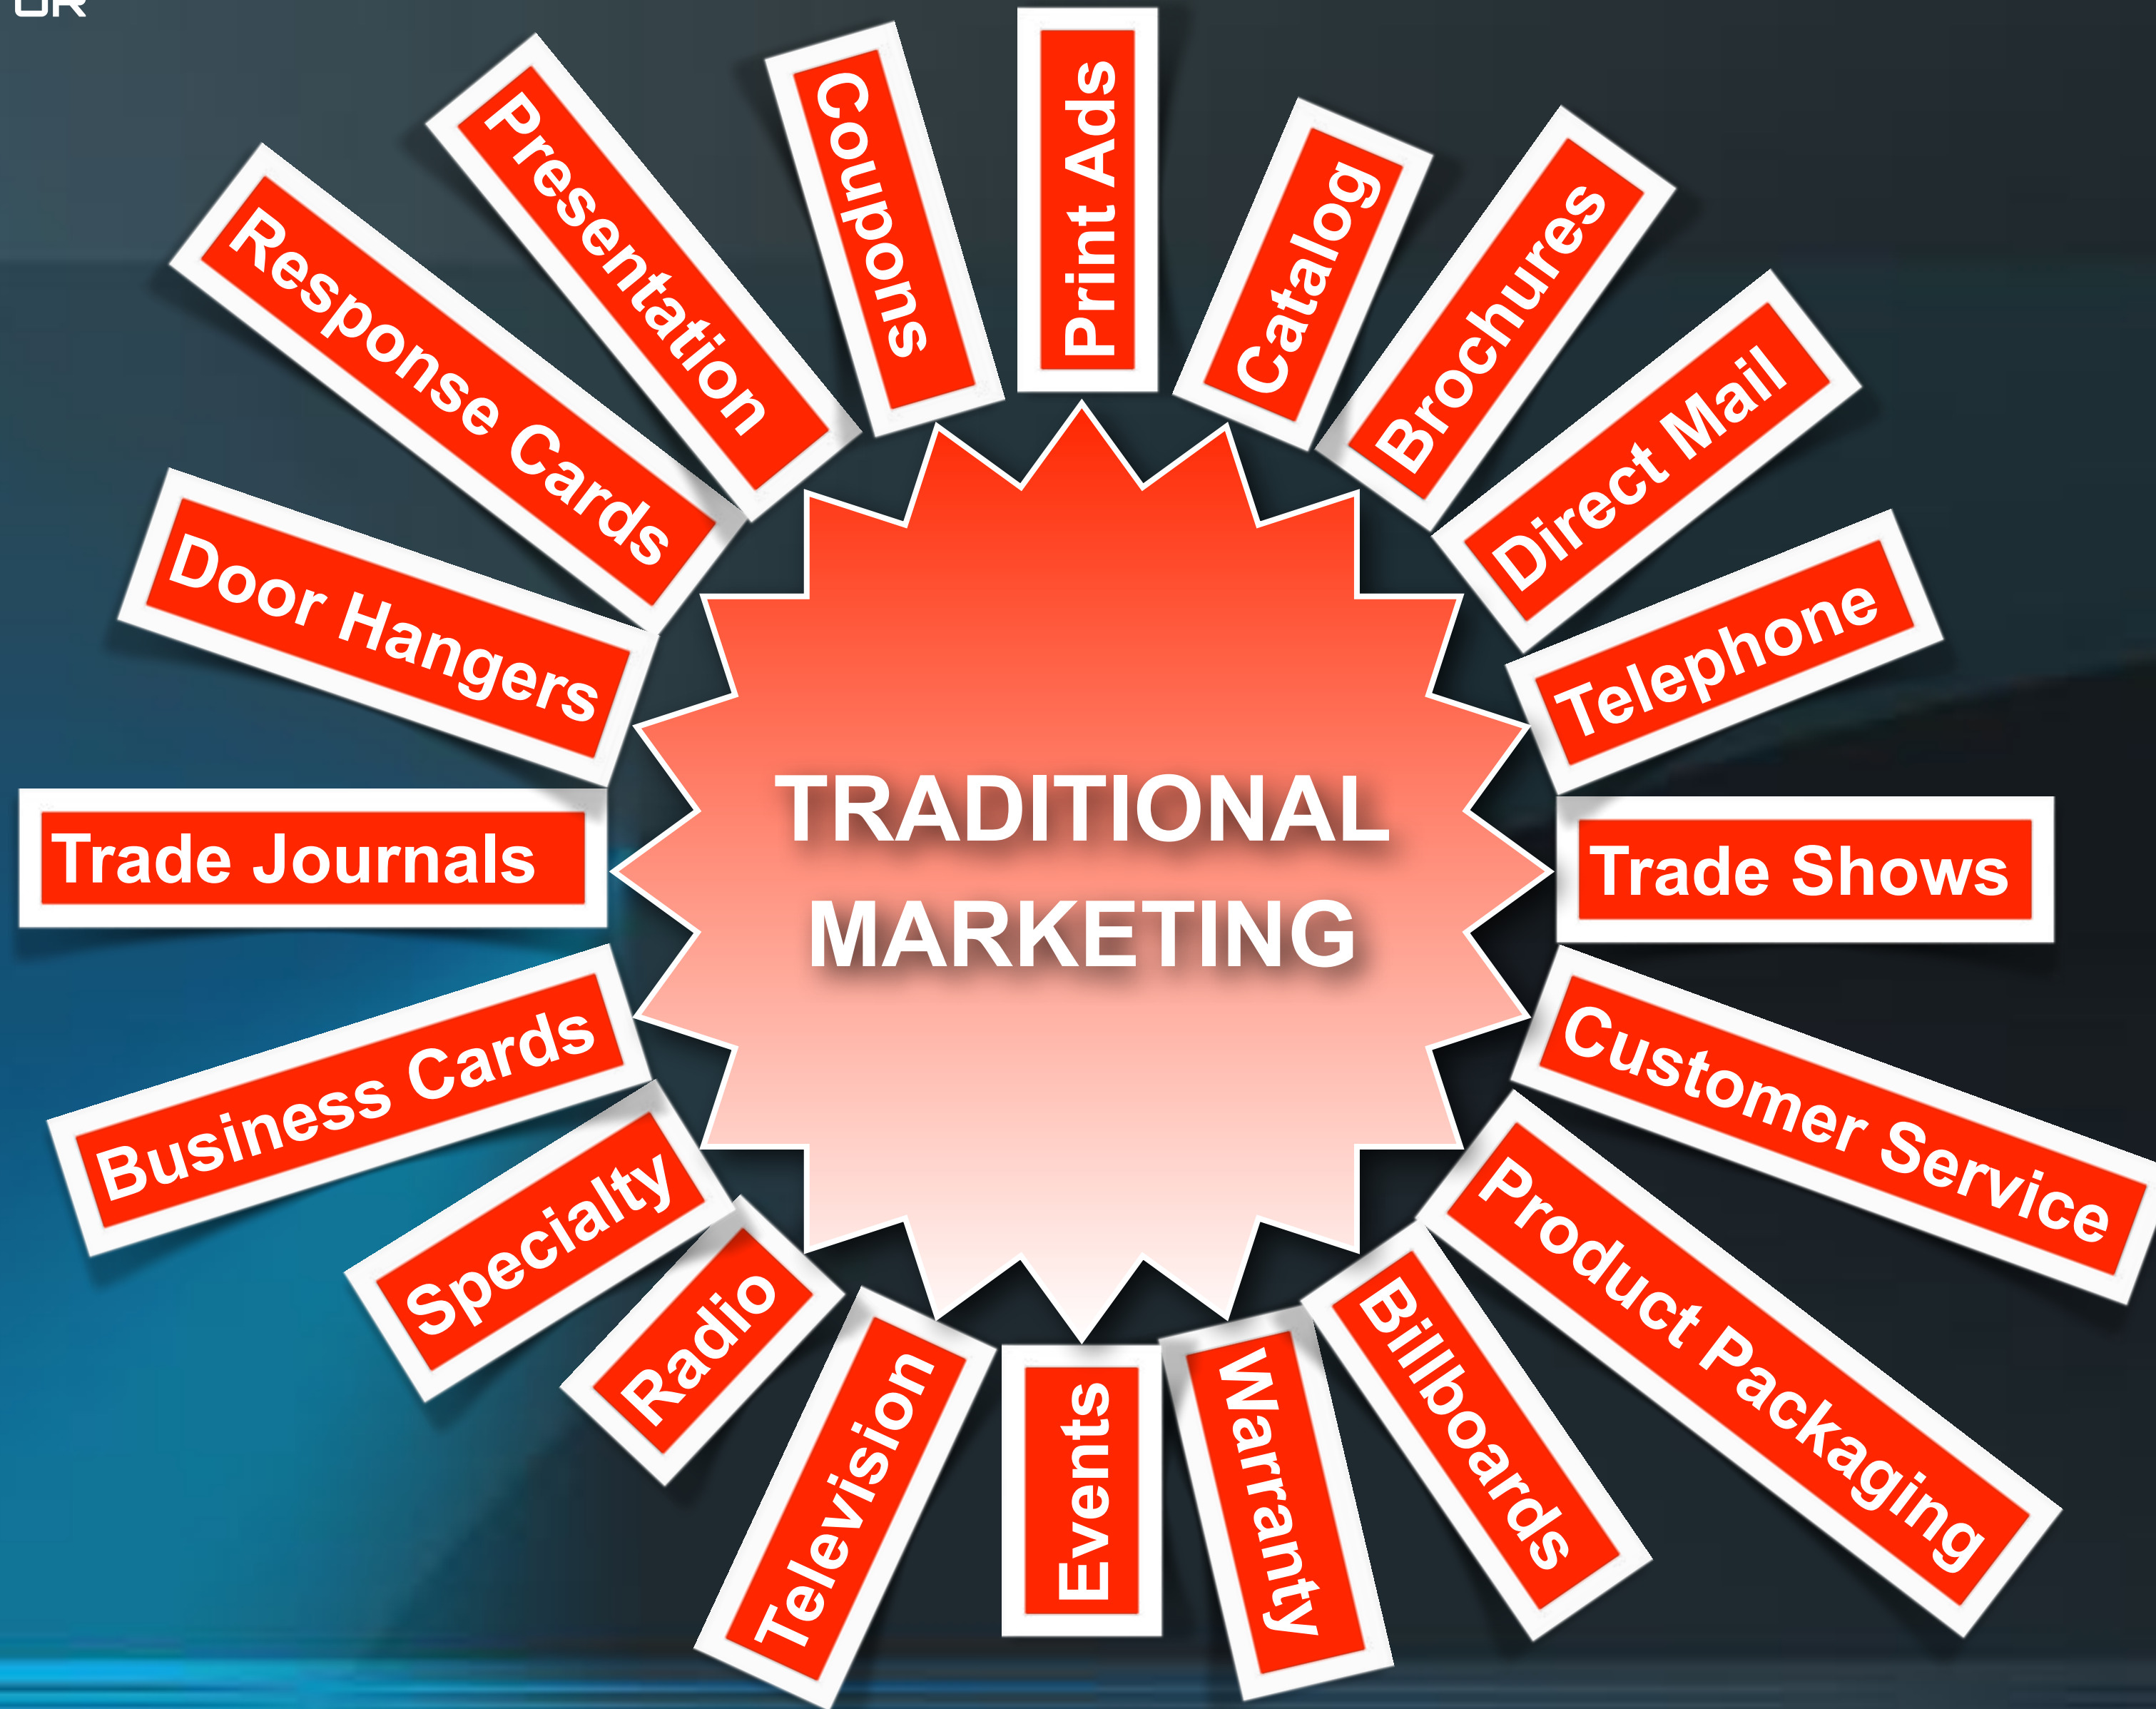 OR
Print Ads
Catalog
Brochures
Direct Mail
Telephone
Trade Shows
Customer Service
Product Packaging
Billboards
Warranty
Events
Television
Radio
Specialty
Business Cards
Trade Journals
Door Hangers
Response Cards
Presentation
Coupons
TRADITIONAL
MARKETING